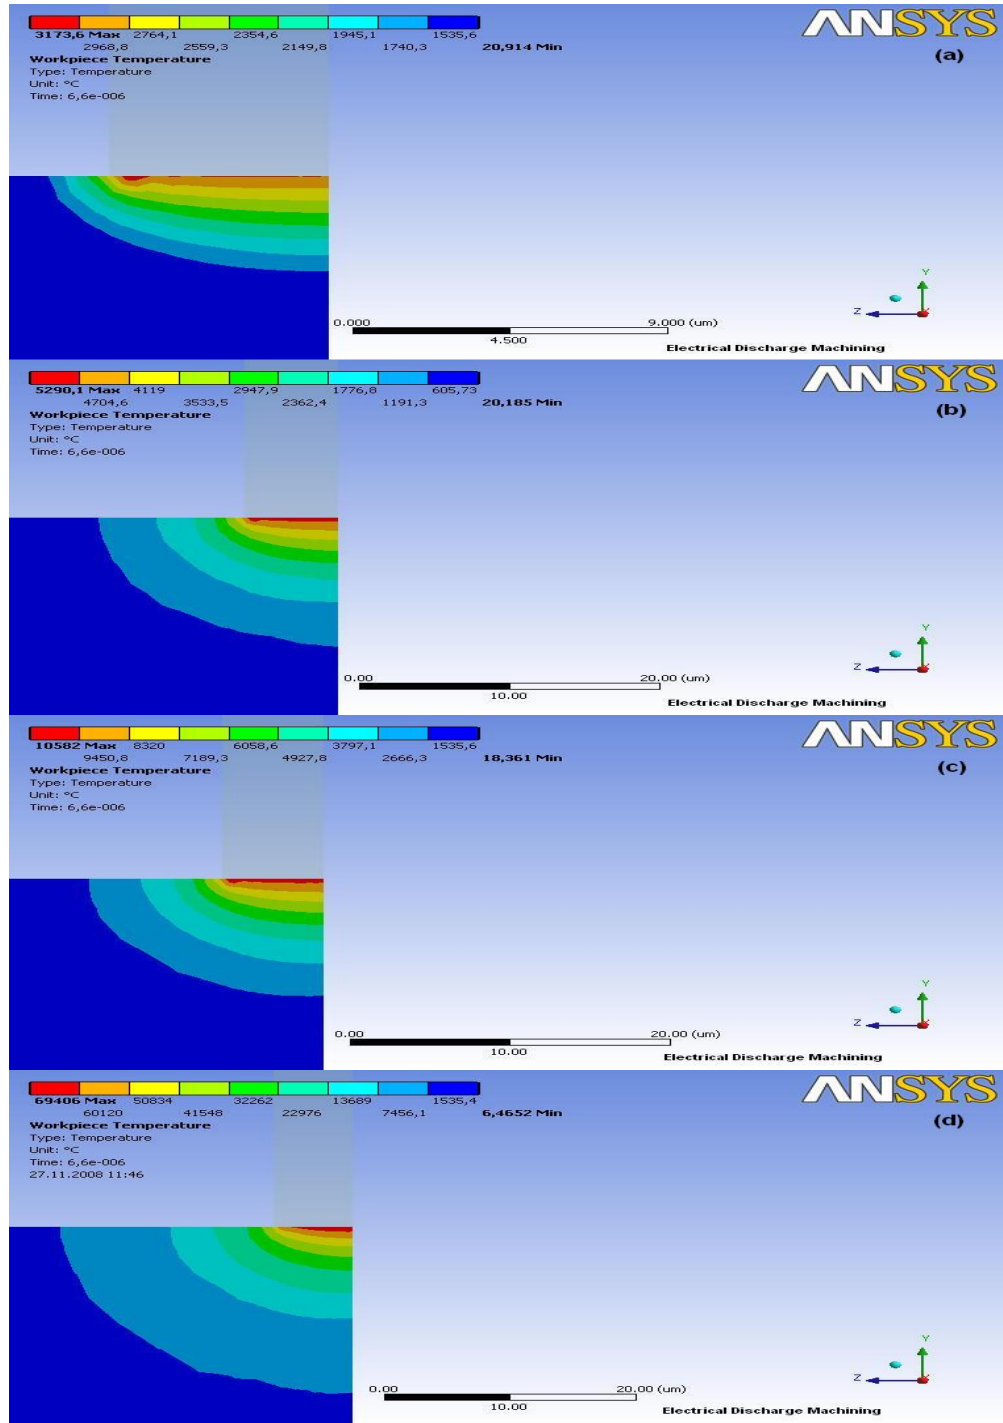 3173,6 Max 2764,1 2354,6 1945,1 1535,6
2968,8 2559,3 2149,8 1740,3 20,914 Min
Workpiece Temperature
Type: Temperature
Unit: °C
Time: 6,6e-006
ANSYS
(a)
Y
Z
0.000 9.000 (um)
4.500
Electrical Discharge Machining
5290,1 Max 4119 2947,9 1776,8 605,73
4704,6 3533,5 2362,4 1191,3 20,185 Min
Workpiece Temperature
Type: Temperature
Unit: °C
Time: 6,6e-006
ANSYS
(b)
Y
Z
0.00 20.00 (um)
10.00
Electrical Discharge Machining
10582 Max 8320 6058,6 3797,1 1535,6
9450,8 7189,3 4927,8 2666,3 18,361 Min
Workpiece Temperature
Type: Temperature
Unit: °C
Time: 6,6e-006
ANSYS
(c)
Y
Z
0.00 20.00 (um)
10.00
Electrical Discharge Machining
69406 Max 50834 32262 13689 1535,4
60120 41548 22976 7456,1 6,4652 Min
Workpiece Temperature
Type: Temperature
Unit: °C
Time: 6,6e-006
27.11.2008 11:46
ANSYS
(d)
Y
Z
0.00 20.00 (um)
10.00
Electrical Discharge Machining